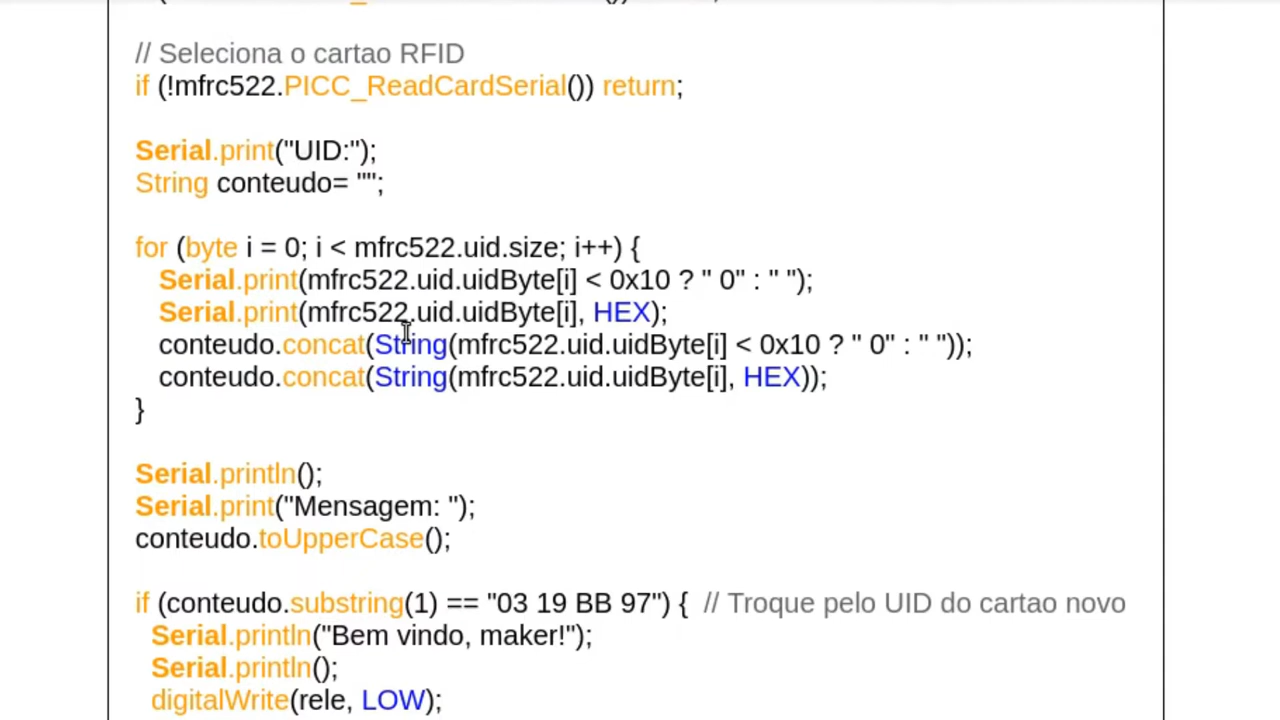 // Seleciona o cartao RFID
if (!mfrc522.PICC_ReadCardSerial()) return;
Serial.print("UID:");
String conteudo= "";
for (byte i = 0; i < mfrc522.uid.size; i++) {
Serial.print(mfrc522.uid.uidByte[i] < 0x10 ? " 0" : " ");
Serial.print(mfrc522.uid.uidByte[i], HEX);
conteudo.concat(String(mfrc522.uid.uidByte[i] < 0x10 ? " 0" : " "));
conteudo.concat(String(mfrc522.uid.uidByte[i], HEX));
}
Serial.println();
Serial.print("Mensagem: ");
conteudo.toUpperCase();
if (conteudo.substring(1) == "03 19 BB 97") {  // Troque pelo UID do cartao novo
Serial.println("Bem vindo, maker!");
Serial.println();
digitalWrite(rele, LOW);